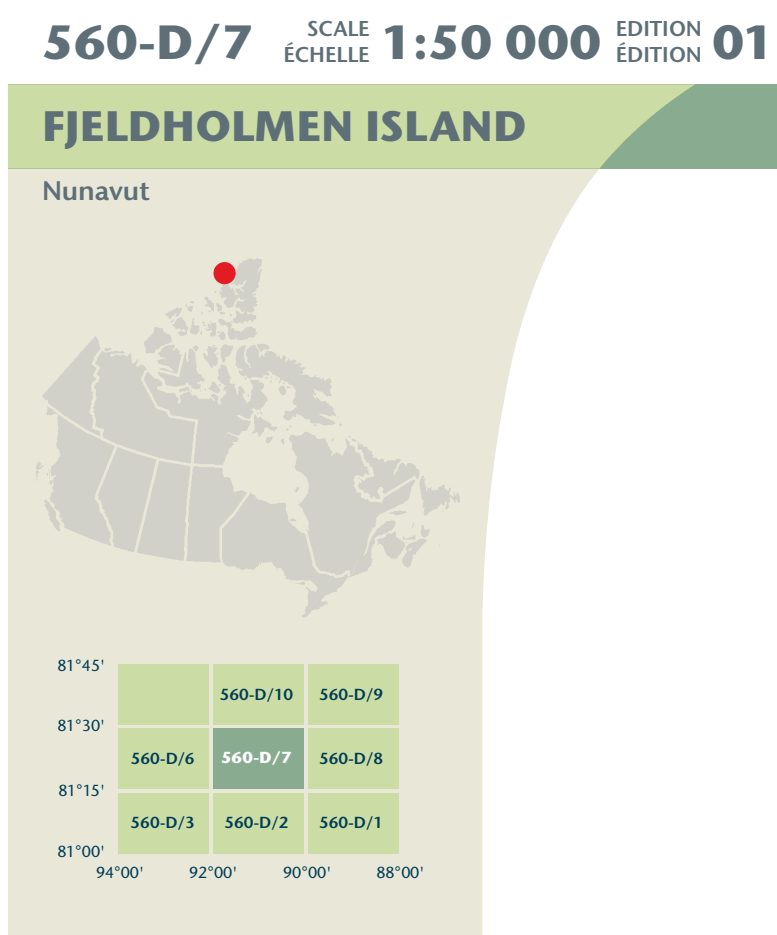 560-D/7 SCALE ÉCHELLE 1:50 000 EDITION ÉDITION 01
FJELDHOLMEN ISLAND
Nunavut
81°45'
560-D/10 560-D/9
81°30'
560-D/6 560-D/7 560-D/8
81°15'
560-D/3 560-D/2 560-D/1
81°00'
94°00' 92°00' 90°00' 88°00'